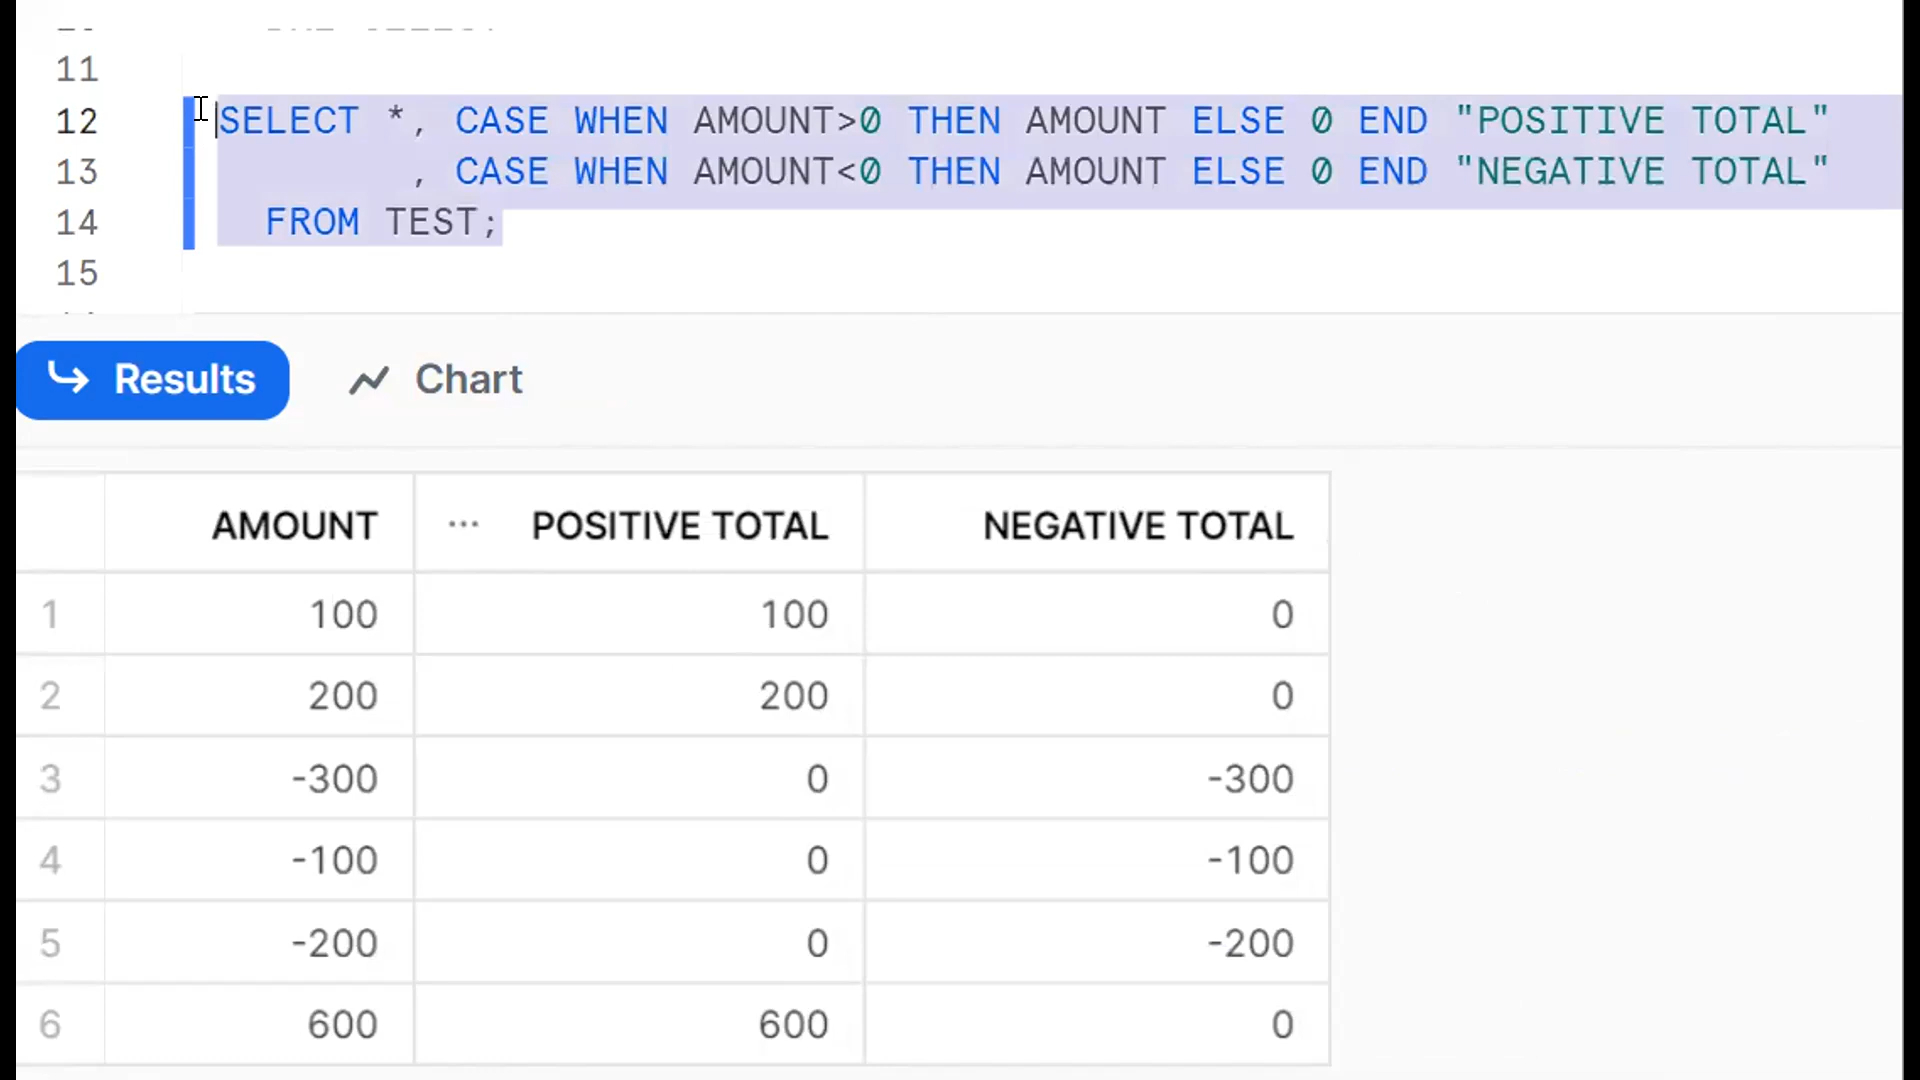 11
12 SELECT *, CASE WHEN AMOUNT>0 THEN AMOUNT ELSE 0 END "POSITIVE TOTAL"
13 , CASE WHEN AMOUNT<0 THEN AMOUNT ELSE 0 END "NEGATIVE TOTAL"
14 FROM TEST;
15
Results Chart
AMOUNT ... POSITIVE TOTAL NEGATIVE TOTAL
1 100 100 0
2 200 200 0
3 -300 0 -300
4 -100 0 -100
5 -200 0 -200
6 600 600 0